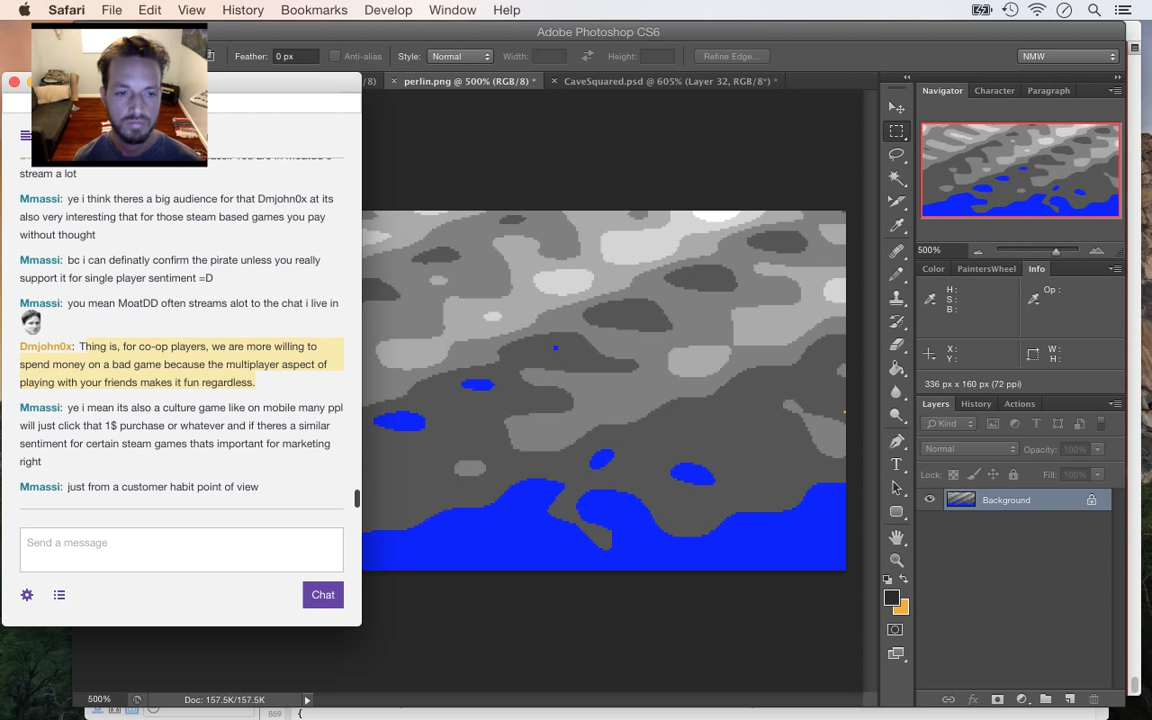 Safari File Edit View History Bookmarks Develop Window Help
Adobe Photoshop CS6
Feather: 0 px Anti-alias Style: Normal Width: Height: Refine Edge... NMW
/8) perlin.png @ 500% (RGB/8) * CaveSquared.psd @ 605% (Layer 32, RGB/8*) *
stream a lot
Mmassi: ye i think theres a big audience for that Dmjohn0x at its
also very interesting that for those steam based games you pay
without thought
Mmassi: bc i can definatly confirm the pirate unless you really
support it for single player sentiment =D
Mmassi: you mean MoatDD often streams alot to the chat i live in
Dmjohn0x: Thing is, for co-op players, we are more willing to
spend money on a bad game because the multiplayer aspect of
playing with your friends makes it fun regardless.
Mmassi: ye i mean its also a culture game like on mobile many ppl
will just click that 1$ purchase or whatever and if theres a similar
sentiment for certain steam games thats important for marketing
right
Mmassi: just from a customer habit point of view
Send a message
Chat
Navigator Character Paragraph
500%
Color PaintersWheel Info
H: Op:
S:
B:
X: W:
Y: H:
336 px x 160 px (72 ppi)
Layers History Actions
Kind
Normal Opacity: 100%
Lock: Fill: 100%
Background
500% Doc: 157.5K/157.5K
869 {